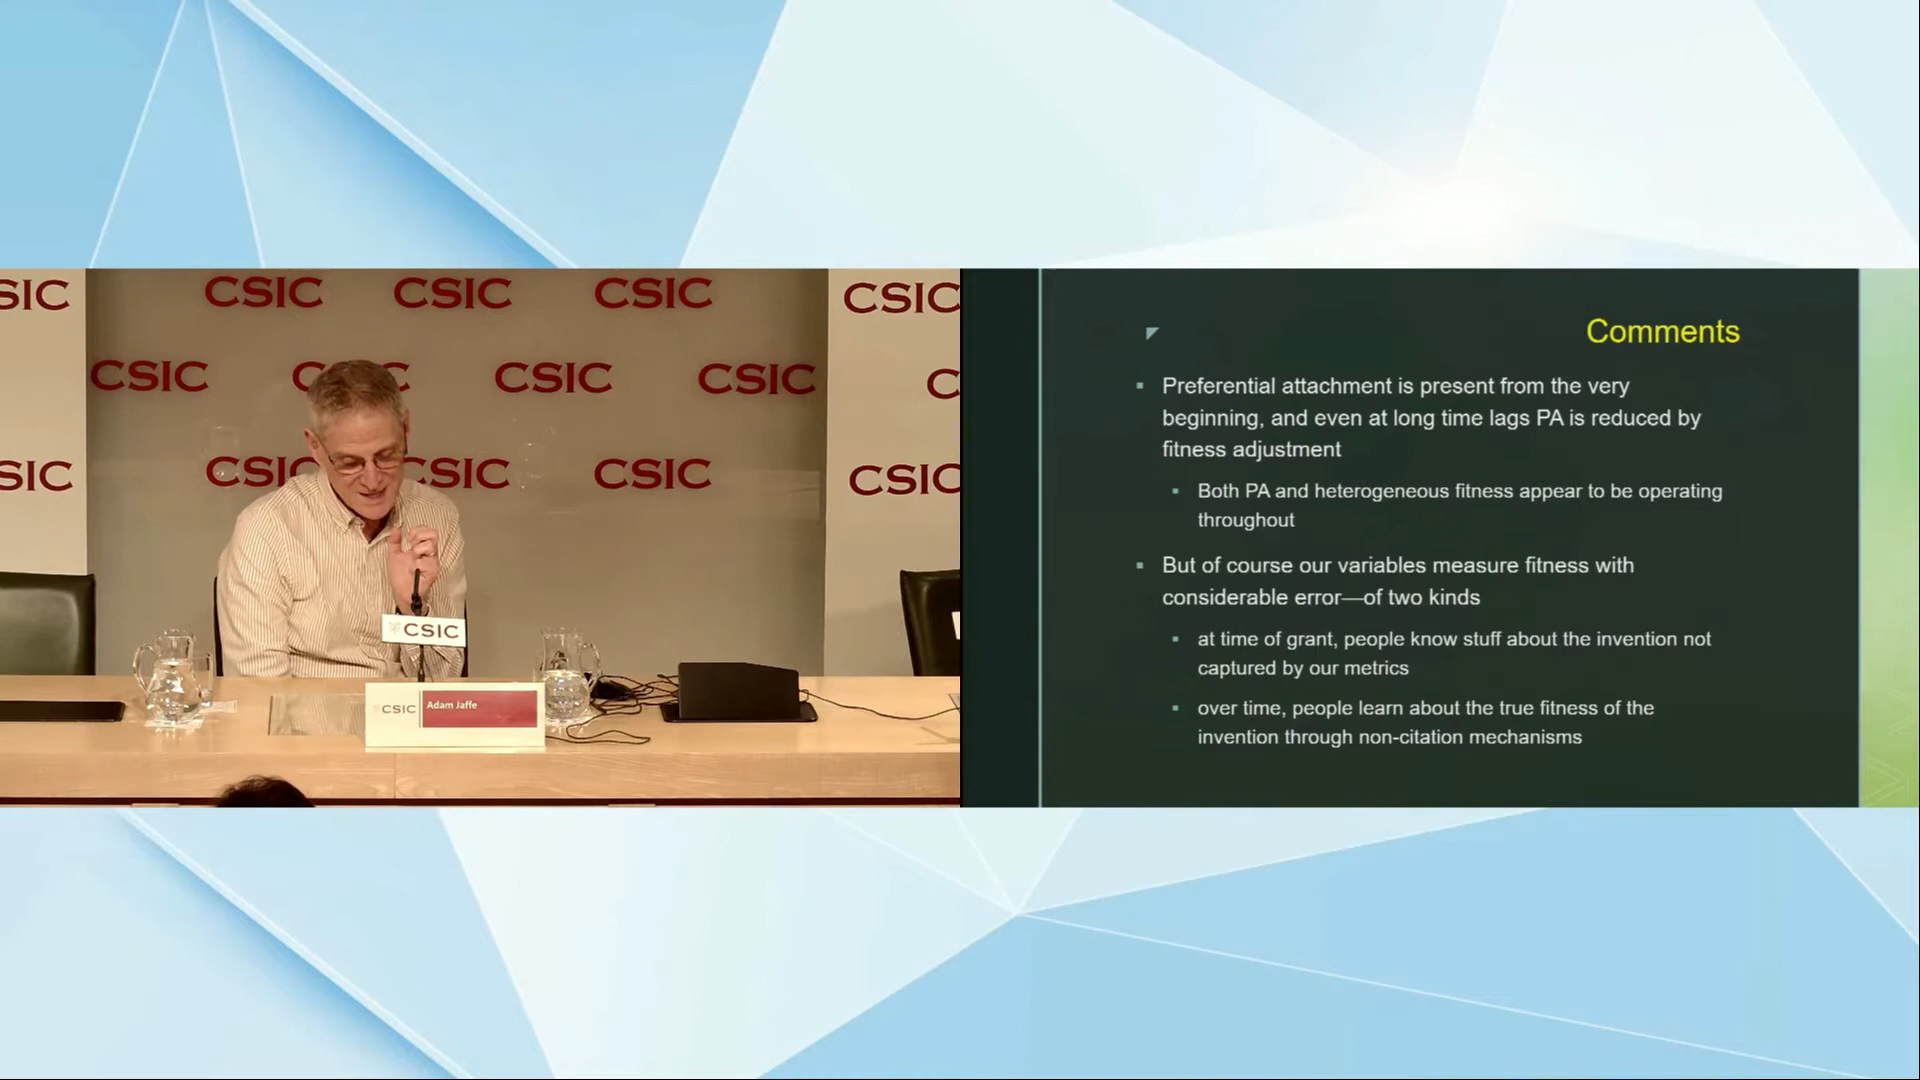 CSIC CSIC CSIC CSIC
CSIC CSIC CSIC CSIC
CSIC CSIC CSIC
CSIC
CSIC
Adam Jaffe
Comments
Preferential attachment is present from the very
beginning, and even at long time lags PA is reduced by
fitness adjustment
Both PA and heterogeneous fitness appear to be operating
throughout
But of course our variables measure fitness with
considerable error—of two kinds
at time of grant, people know stuff about the invention not
captured by our metrics
over time, people learn about the true fitness of the
invention through non-citation mechanisms